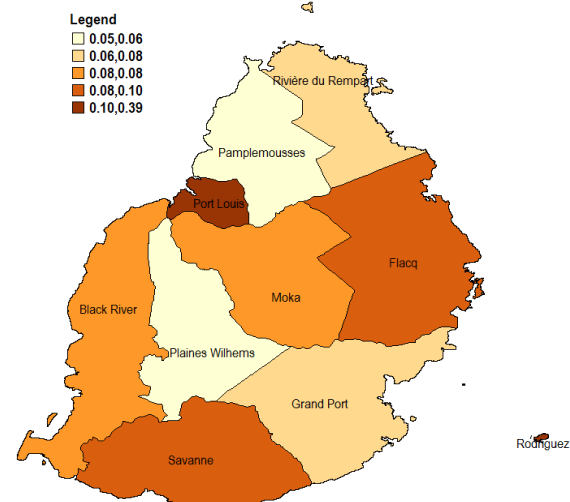 Legend
0.05,0.06
0.06,0.08
0.08,0.08
0.08,0.10
0.10,0.39
Rivière du Rempart
Pamplemousses
Port Louis
Flacq
Moka
Black River
Plaines Wilhems
Grand Port
Rodriguez
Savanne